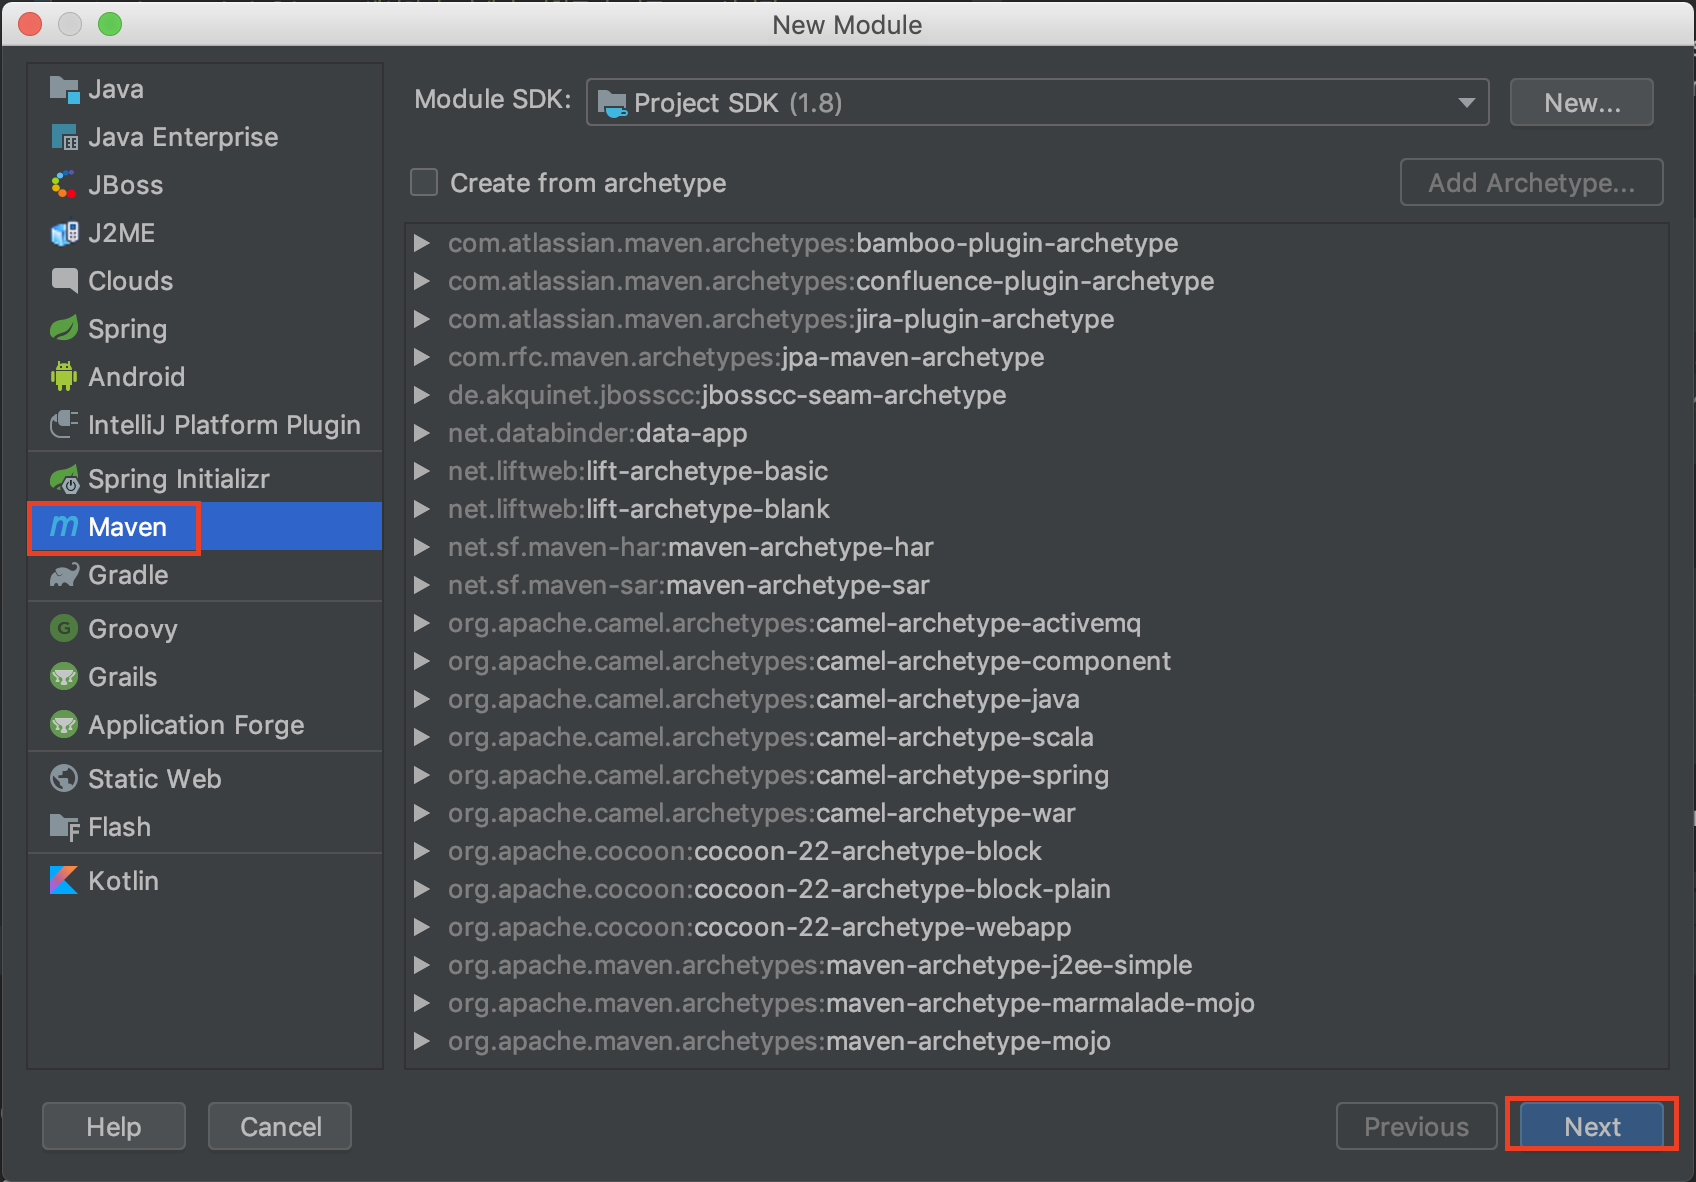 New Module
Java
Java Enterprise
JBoss
J2ME
Clouds
Spring
Android
IntelliJ Platform Plugin
Spring Initializr
Maven
Gradle
Groovy
Grails
Application Forge
Static Web
Flash
Kotlin
Module SDK: Project SDK (1.8) New...
Create from archetype Add Archetype...
com.atlassian.maven.archetypes:bamboo-plugin-archetype
com.atlassian.maven.archetypes:confluence-plugin-archetype
com.atlassian.maven.archetypes:jira-plugin-archetype
com.rfc.maven.archetypes:jpa-maven-archetype
de.akquinet.jbosscc:jbosscc-seam-archetype
net.databinder:data-app
net.liftweb:lift-archetype-basic
net.liftweb:lift-archetype-blank
net.sf.maven-har:maven-archetype-har
net.sf.maven-sar:maven-archetype-sar
org.apache.camel.archetypes:camel-archetype-activemq
org.apache.camel.archetypes:camel-archetype-component
org.apache.camel.archetypes:camel-archetype-java
org.apache.camel.archetypes:camel-archetype-scala
org.apache.camel.archetypes:camel-archetype-spring
org.apache.camel.archetypes:camel-archetype-war
org.apache.cocoon:cocoon-22-archetype-block
org.apache.cocoon:cocoon-22-archetype-block-plain
org.apache.cocoon:cocoon-22-archetype-webapp
org.apache.maven.archetypes:maven-archetype-j2ee-simple
org.apache.maven.archetypes:maven-archetype-marmalade-mojo
org.apache.maven.archetypes:maven-archetype-mojo
Help Cancel Previous Next